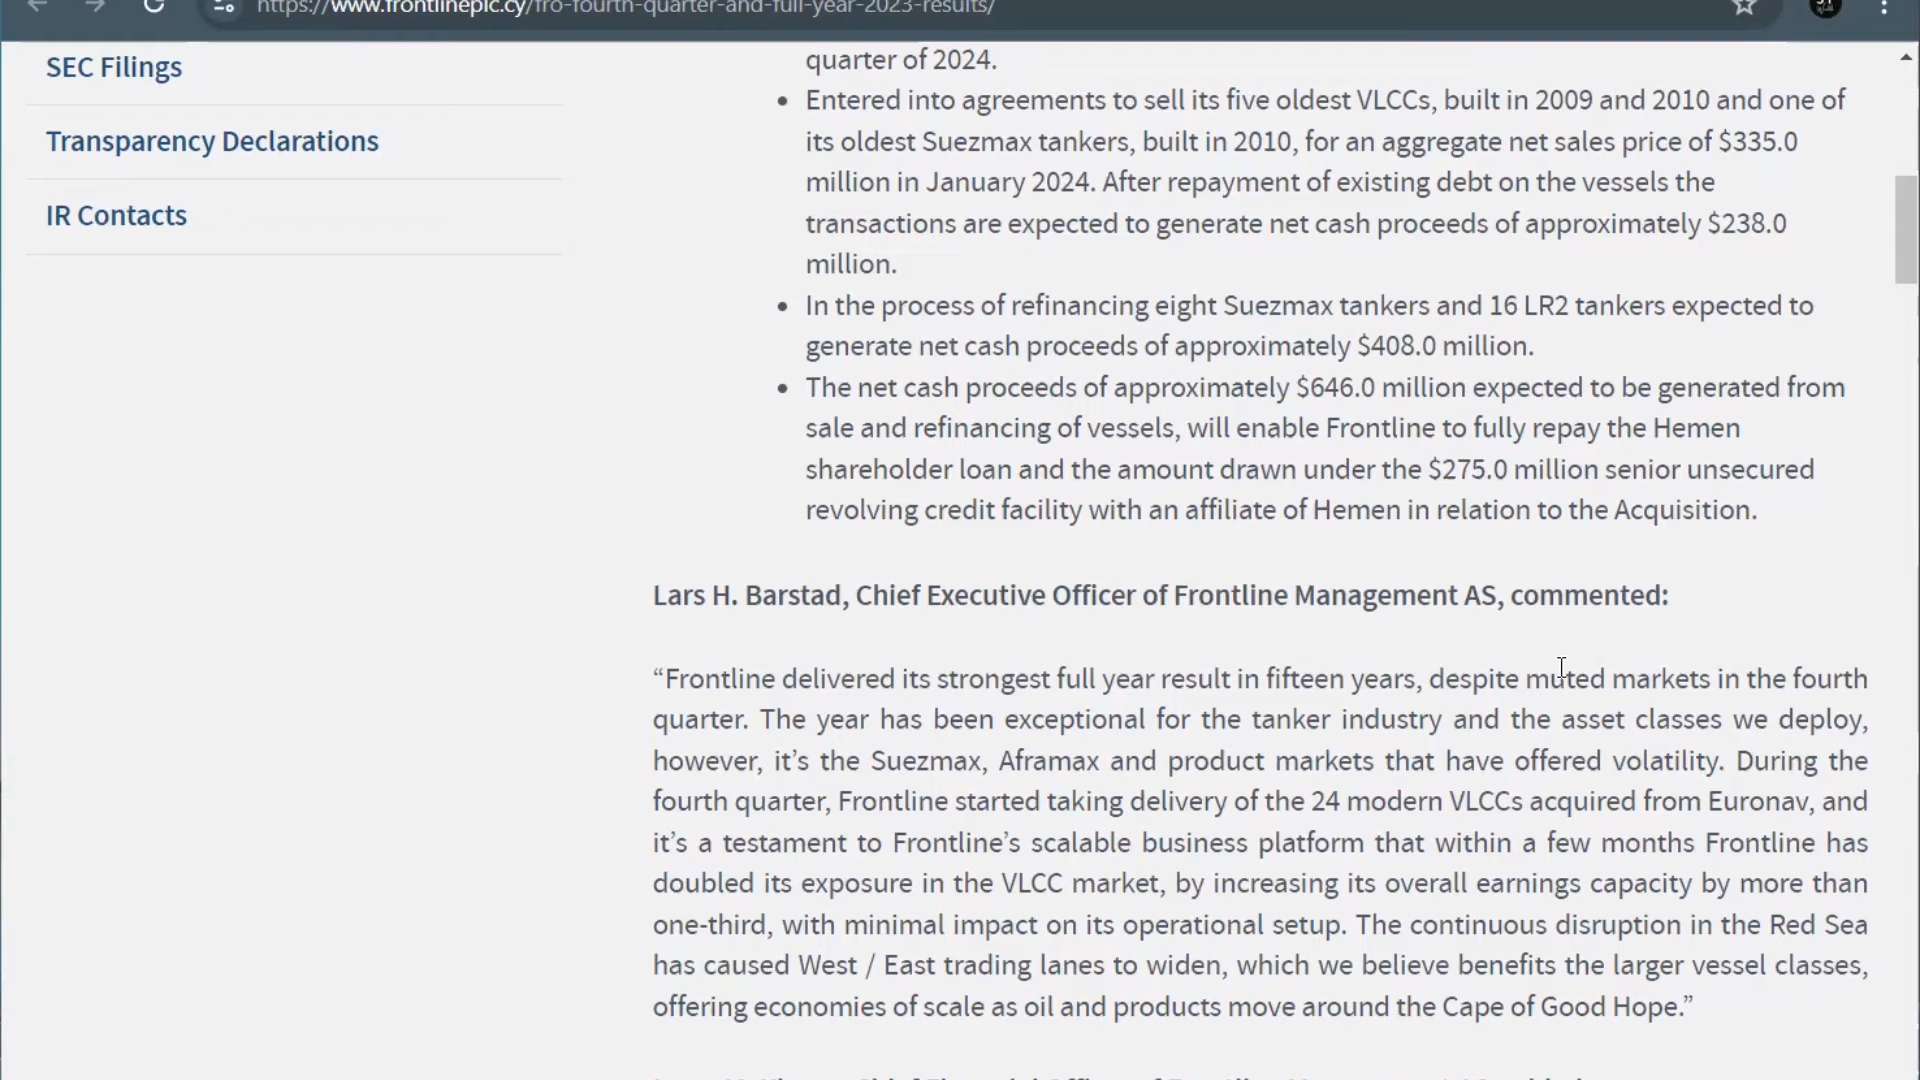 https://www.frontlineplc.cy/fro-fourth-quarter-and-full-year-2023-results/
SEC Filings
Transparency Declarations
IR Contacts
quarter of 2024.
• Entered into agreements to sell its five oldest VLCCs, built in 2009 and 2010 and one of
its oldest Suezmax tankers, built in 2010, for an aggregate net sales price of $335.0
million in January 2024. After repayment of existing debt on the vessels the
transactions are expected to generate net cash proceeds of approximately $238.0
million.
• In the process of refinancing eight Suezmax tankers and 16 LR2 tankers expected to
generate net cash proceeds of approximately $408.0 million.
• The net cash proceeds of approximately $646.0 million expected to be generated from
sale and refinancing of vessels, will enable Frontline to fully repay the Hemen
shareholder loan and the amount drawn under the $275.0 million senior unsecured
revolving credit facility with an affiliate of Hemen in relation to the Acquisition.
Lars H. Barstad, Chief Executive Officer of Frontline Management AS, commented:
“Frontline delivered its strongest full year result in fifteen years, despite muted markets in the fourth
quarter. The year has been exceptional for the tanker industry and the asset classes we deploy,
however, it’s the Suezmax, Aframax and product markets that have offered volatility. During the
fourth quarter, Frontline started taking delivery of the 24 modern VLCCs acquired from Euronav, and
it’s a testament to Frontline’s scalable business platform that within a few months Frontline has
doubled its exposure in the VLCC market, by increasing its overall earnings capacity by more than
one-third, with minimal impact on its operational setup. The continuous disruption in the Red Sea
has caused West / East trading lanes to widen, which we believe benefits the larger vessel classes,
offering economies of scale as oil and products move around the Cape of Good Hope.”